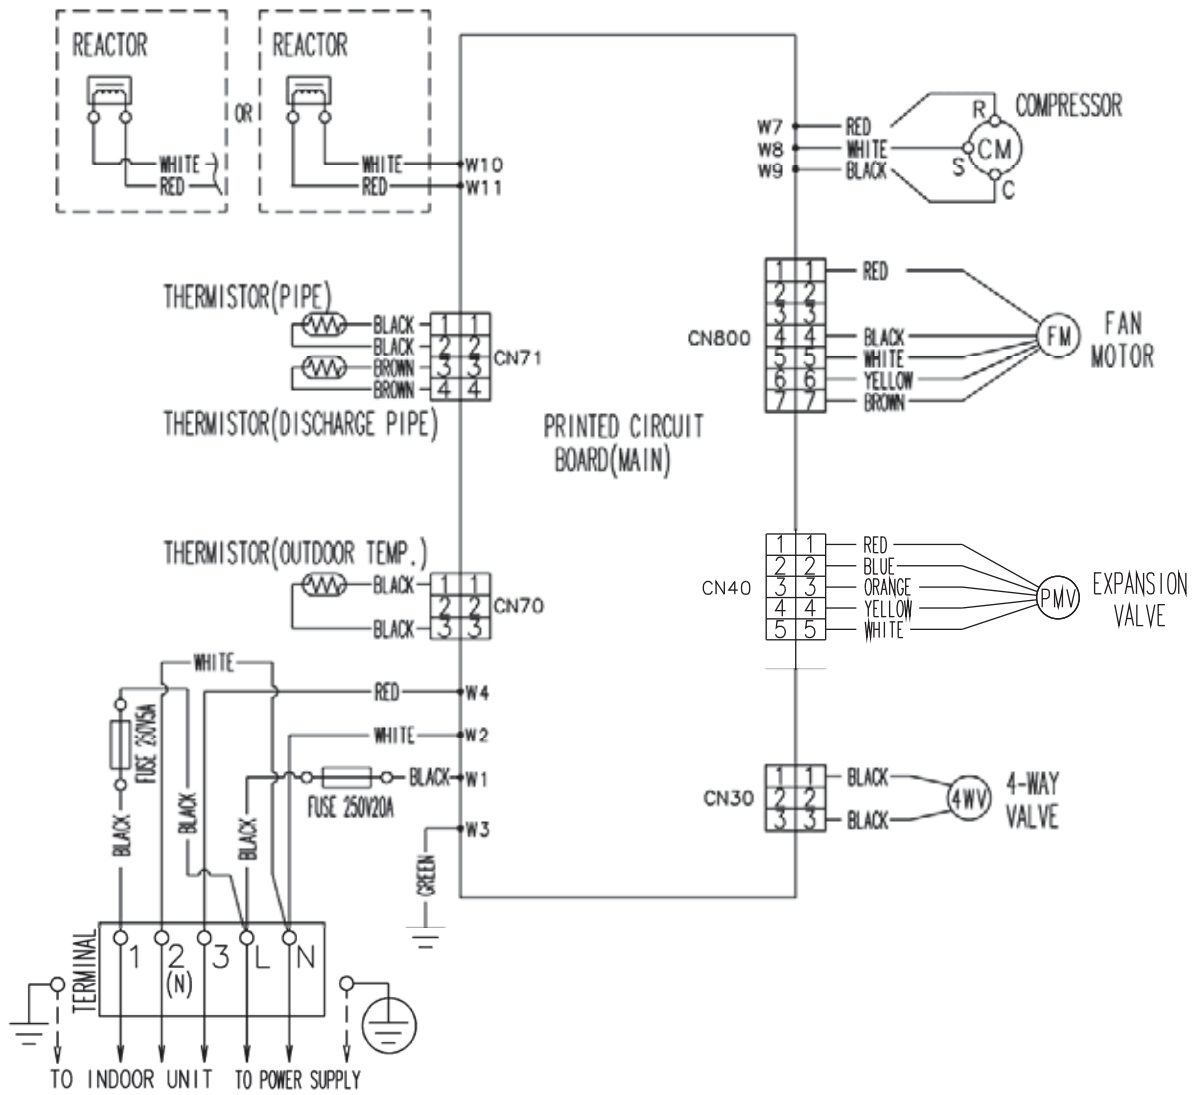 REACTOR
WHITE
RED
OR
REACTOR
WHITE
RED
W10
W11
W7
W8
W9
RED
WHITE
BLACK
R
S
C
CM
COMPRESSOR
THERMISTOR(PIPE)
BLACK 1 1
BLACK 2 2
BROWN 3 3
BROWN 4 4
CN71
THERMISTOR(DISCHARGE PIPE)
CN800
1 1 RED
2 2
3 3
4 4 BLACK
5 5 WHITE
6 6 YELLOW
7 7 BROWN
FM
FAN
MOTOR
PRINTED CIRCUIT
BOARD(MAIN)
THERMISTOR(OUTDOOR TEMP.)
BLACK 1 1
2 2
BLACK 3 3
CN70
CN40
1 1 RED
2 2 BLUE
3 3 ORANGE
4 4 YELLOW
5 5 WHITE
PMV
EXPANSION
VALVE
WHITE
RED
W4
WHITE
W2
BLACK
W1
W3
FUSE 250V5A
FUSE 250V20A
BLACK
BLACK
BLACK
GREEN
CN30
1 1 BLACK
2 2
3 3 BLACK
4WV
4-WAY
VALVE
TERMINAL
1
2
(N)
3
L
N
TO INDOOR UNIT
TO POWER SUPPLY